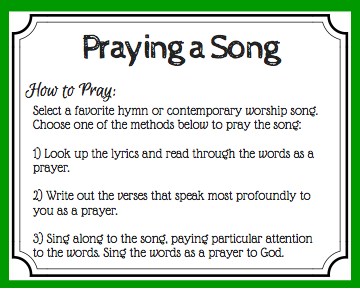 Praying a Song
How to Pray:
Select a favorite hymn or contemporary worship song.
Choose one of the methods below to pray the song:
1) Look up the lyrics and read through the words as a
prayer.
2) Write out the verses that speak most profoundly to
you as a prayer.
3) Sing along to the song, paying particular attention
to the words. Sing the words as a prayer to God.